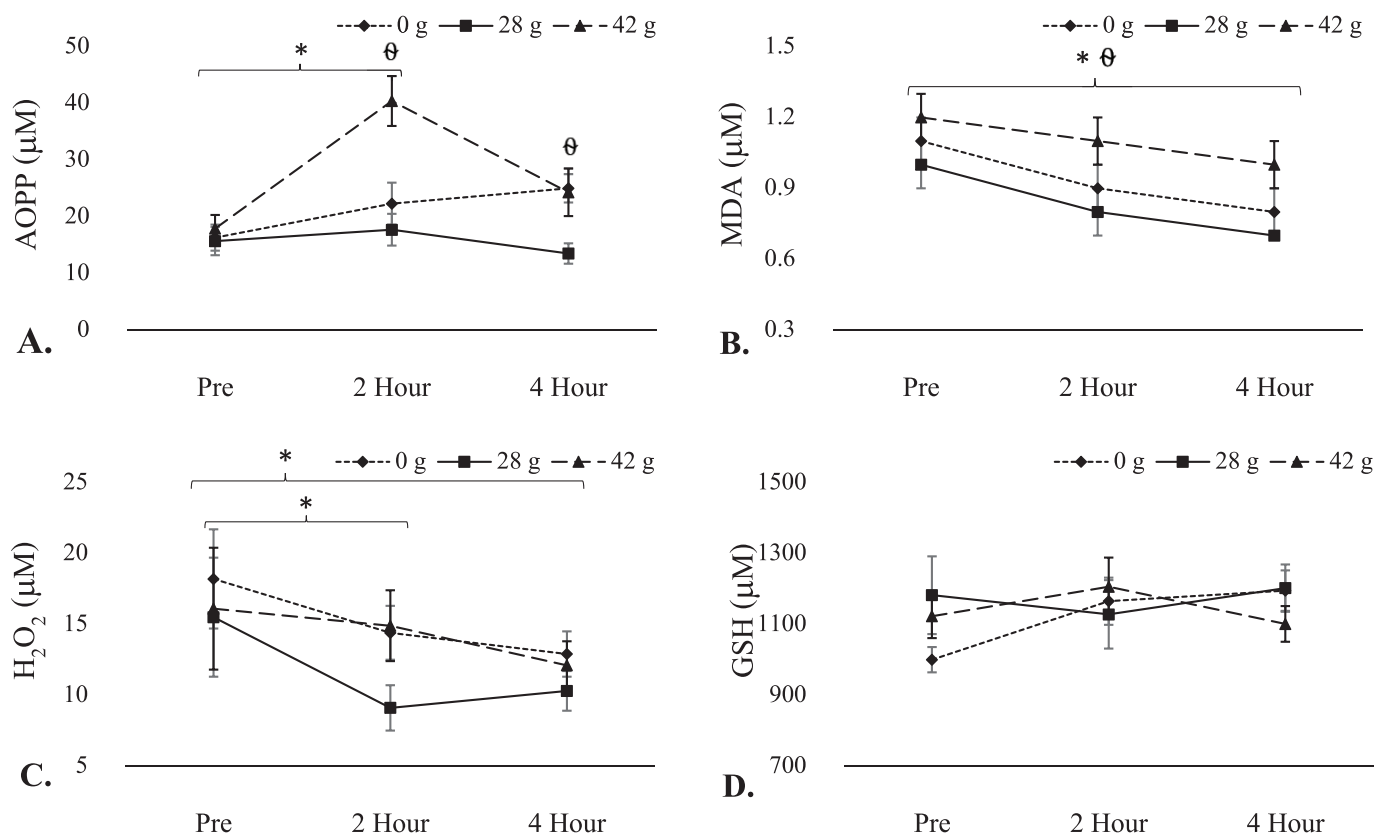 0 g 28 g 42 g
50
40
30
20
10
0
AOPP (µM)
* ϑ
ϑ
A.
Pre 2 Hour 4 Hour
0 g 28 g 42 g
1.5
1.2
0.9
0.6
0.3
MDA (µM)
* ϑ
B.
Pre 2 Hour 4 Hour
0 g 28 g 42 g
25
20
15
10
5
H₂O₂ (µM)
*
*
C.
Pre 2 Hour 4 Hour
0 g 28 g 42 g
1500
1300
1100
900
700
GSH (µM)
D.
Pre 2 Hour 4 Hour